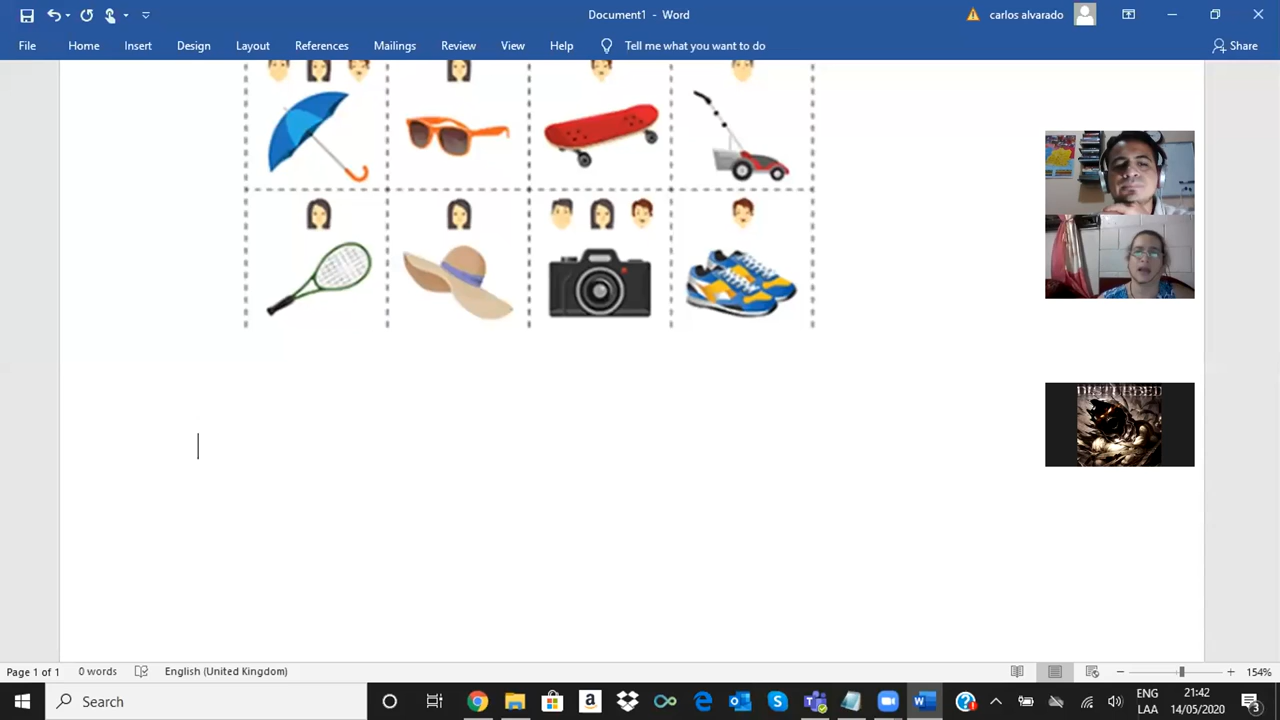 Document1 - Word
carlos alvarado
File Home Insert Design Layout References Mailings Review View Help Tell me what you want to do Share
DISTURBED
Page 1 of 1 0 words English (United Kingdom) 154%
Search
ENG 21:42
LAA 14/05/2020
3